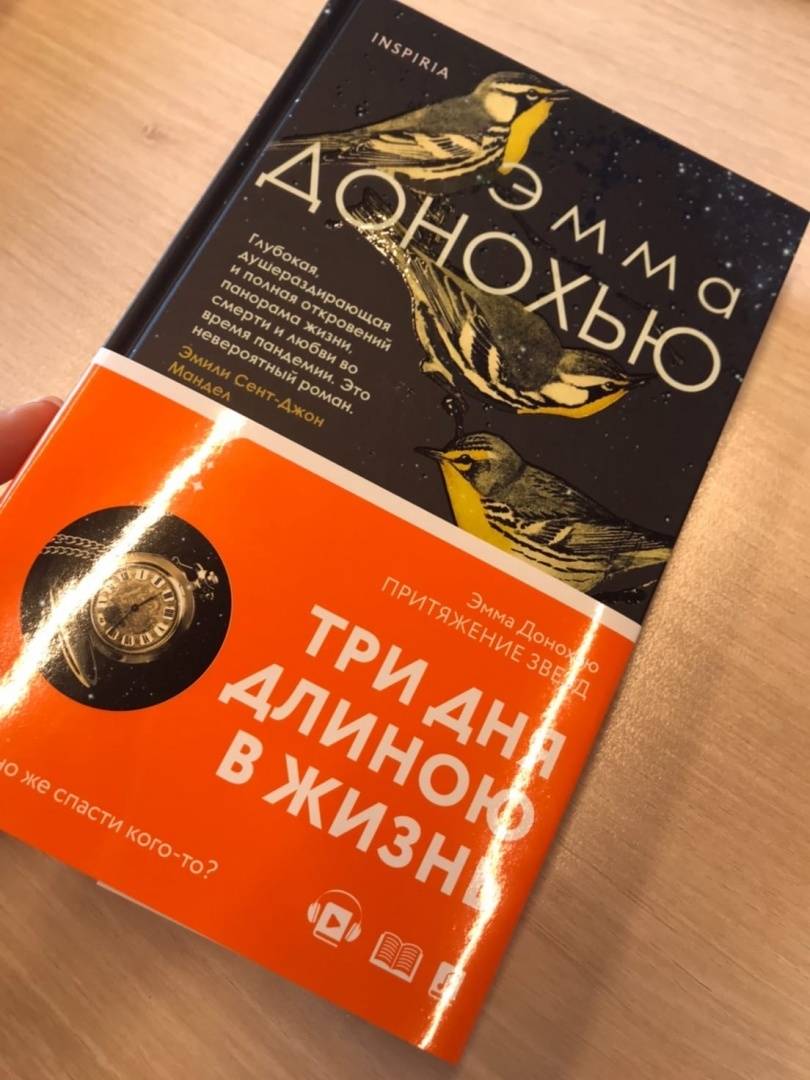 INSPIRIA
Эмма
ДОНОХЬЮ
Глубокая,
душераздирающая
и полная откровений
панорама жизни,
смерти и любви во
время пандемии. Это
невероятный роман.
Эмили Сент-Джон
Мандел
Эмма Донохью
ПРИТЯЖЕНИЕ ЗВЕЗД
ТРИ ДНЯ
ДЛИНОЮ
В ЖИЗНЬ
же спасти кого-то?